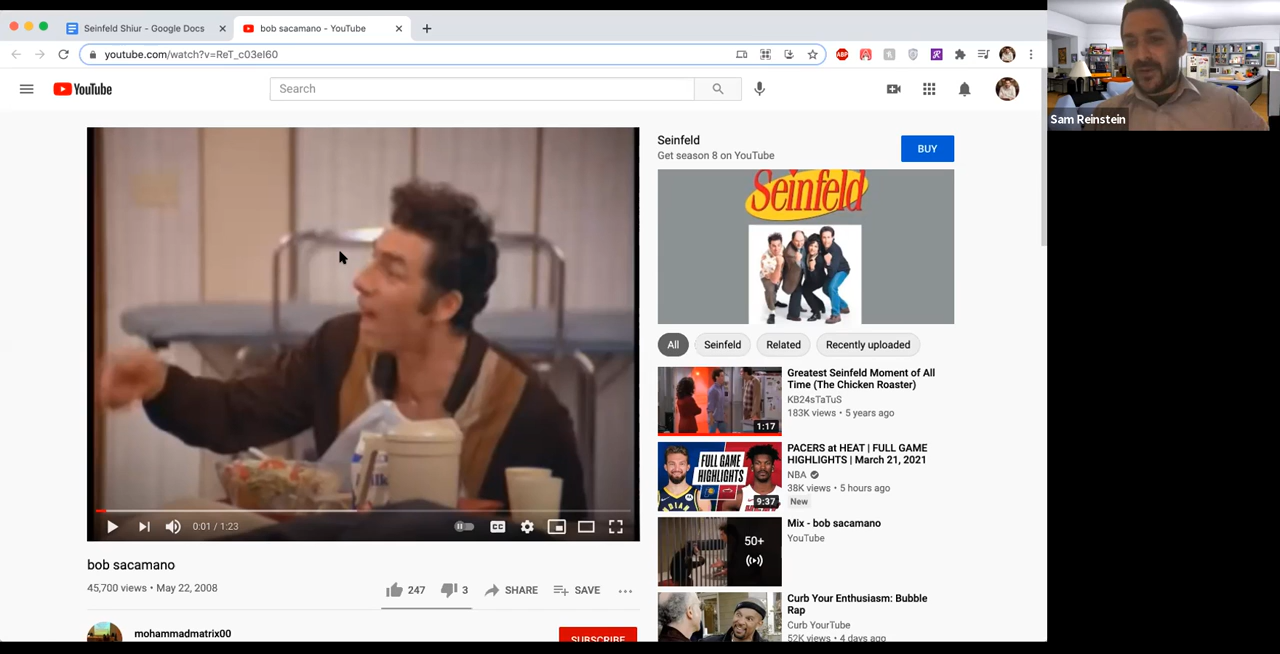 Seinfeld Shiur - Google Docs
bob sacamano - YouTube
youtube.com/watch?v=ReT_c03eI60
ABP
YouTube
Search
Sam Reinstein
Seinfeld
Get season 8 on YouTube
BUY
Seinfeld
All
Seinfeld
Related
Recently uploaded
Greatest Seinfeld Moment of All
Time (The Chicken Roaster)
KB24sTaTuS
183K views • 5 years ago
1:17
PACERS at HEAT | FULL GAME
HIGHLIGHTS | March 21, 2021
NBA
38K views • 5 hours ago
New
FULL GAME
HIGHLIGHTS
9:37
Mix - bob sacamano
YouTube
50+
Curb Your Enthusiasm: Bubble
Rap
Curb YourTube
52K views • 4 days ago
0:01 / 1:23
CC
bob sacamano
45,700 views • May 22, 2008
247
3
SHARE
SAVE
mohammadmatrix00
SUBSCRIBE